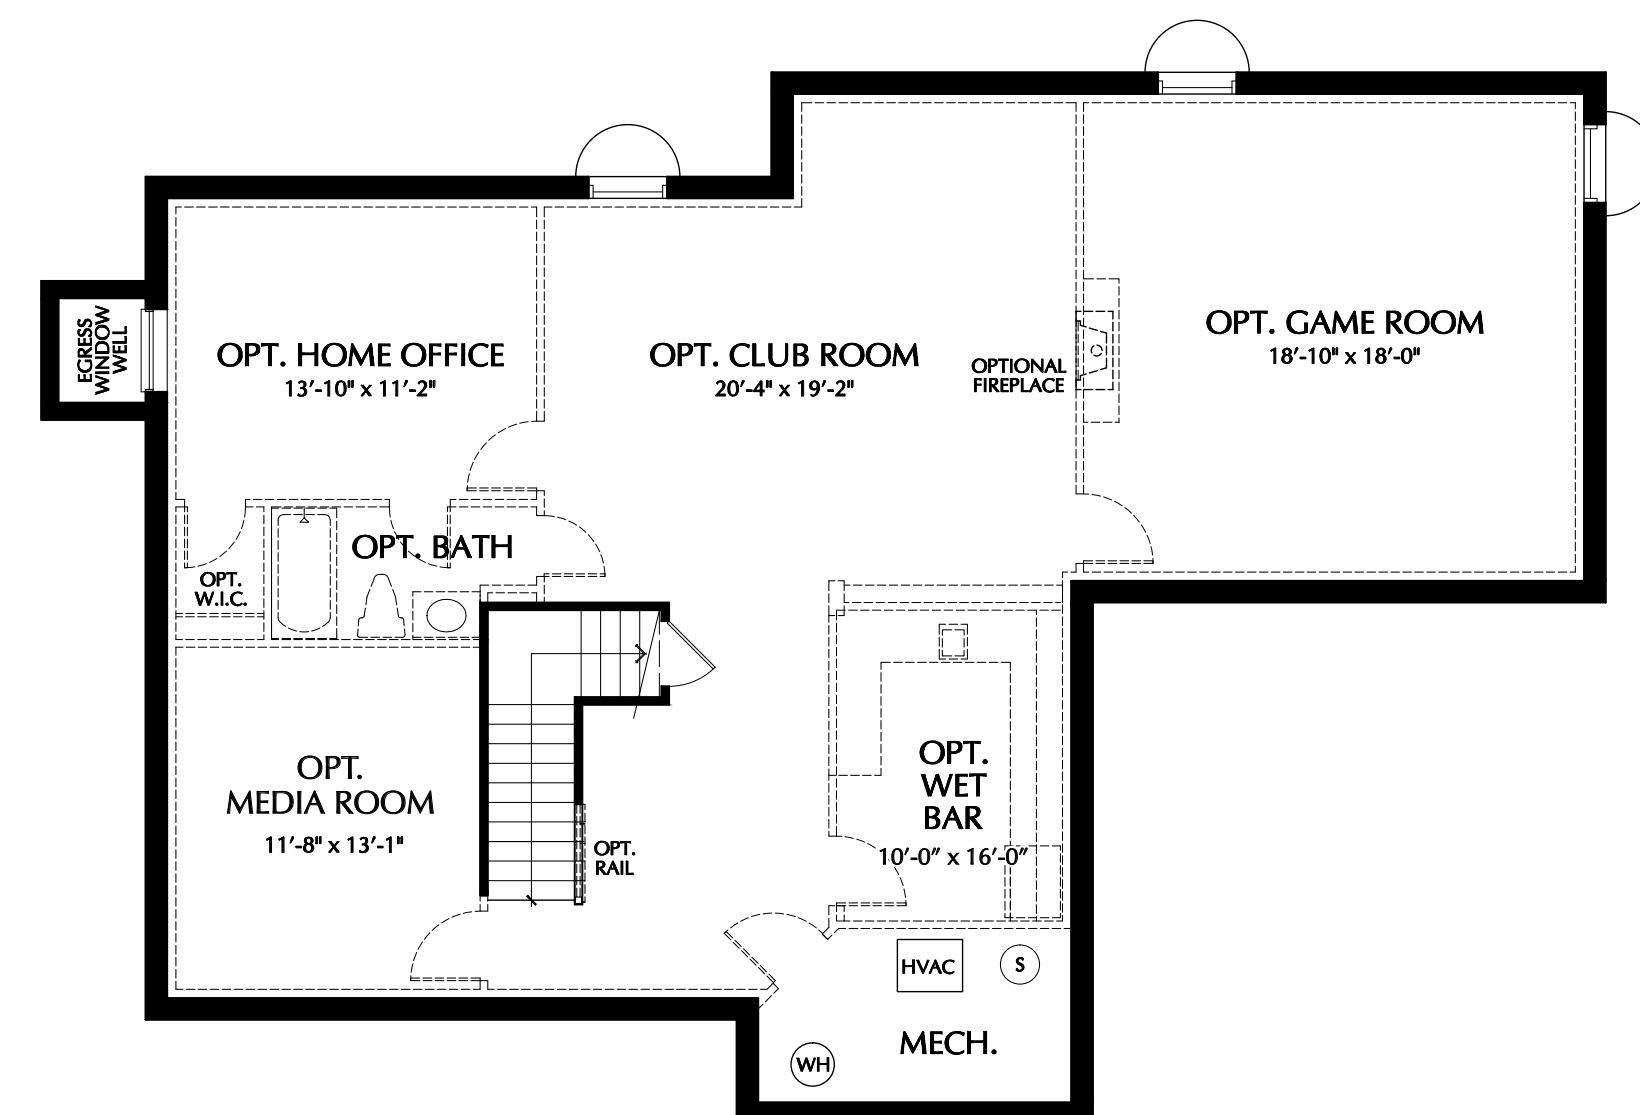 EGRESS
WINDOW
WELL
OPT. HOME OFFICE
13'-10" x 11'-2"
OPT. CLUB ROOM
20'-4" x 19'-2"
OPTIONAL
FIREPLACE
OPT. GAME ROOM
18'-10" x 18'-0"
OPT. BATH
OPT.
W.I.C.
OPT.
MEDIA ROOM
11'-8" x 13'-1"
OPT.
RAIL
OPT.
WET
BAR
10'-0" x 16'-0"
HVAC
S
MECH.
WH